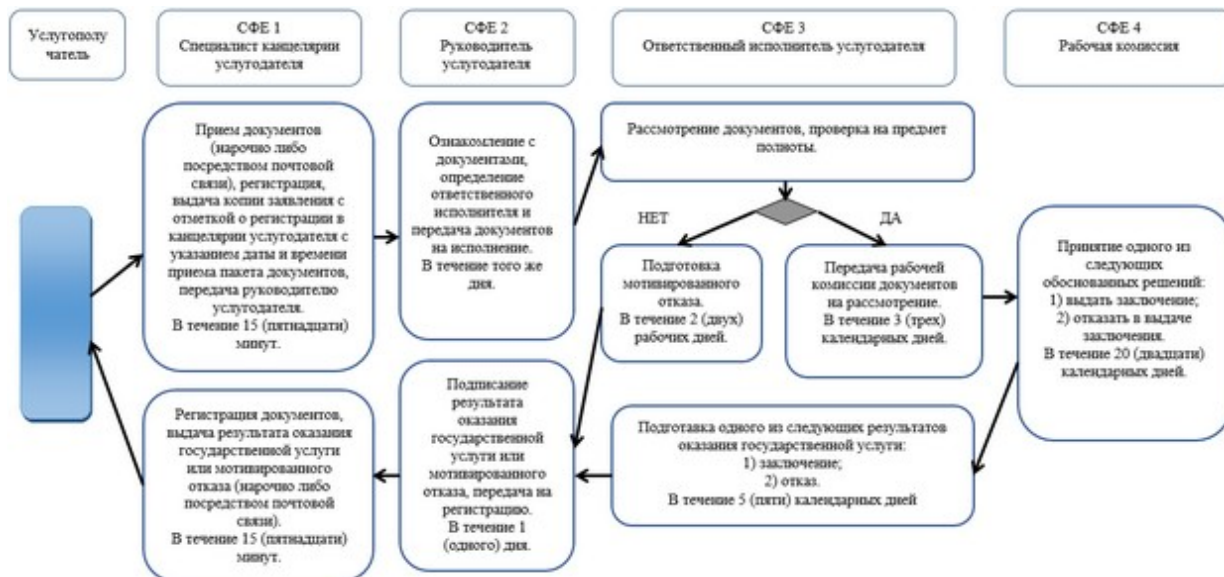 Услугополу
чатель
СФЕ 1
Специалист канцелярии
услугодателя
СФЕ 2
Руководитель
услугодателя
СФЕ 3
Ответственный исполнитель услугодателя
СФЕ 4
Рабочая комиссия
Прием документов
(нарочно либо
посредством почтовой
связи), регистрация,
выдача копии заявления с
отметкой о регистрации в
канцелярии услугодателя с
указанием даты и времени
приема пакета документов,
передача руководителю
услугодателя.
В течение 15 (пятнадцати)
минут.
Ознакомление с
документами,
определение
ответственного
исполнителя и
передача документов
на исполнение.
В течение того же
дня.
Рассмотрение документов, проверка на предмет
полноты.
НЕТ
ДА
Подготовка
мотивированного
отказа.
В течение 2 (двух)
рабочих дней.
Передача рабочей
комиссии документов
на рассмотрение.
В течение 3 (трех)
календарных дней.
Принятие одного из
следующих
обоснованных решений:
1) выдать заключение;
2) отказать в выдаче
заключения.
В течение 20 (двадцати)
календарных дней.
Подготавка одного из следующих результатов
оказания государственной услуги:
1) заключение;
2) отказ.
В течение 5 (пяти) календарных дней
Подписание
результата
оказания
государственной
услуги или
мотивированного
отказа, передача на
регистрацию.
В течение 1
(одного) дня.
Регистрация документов,
выдача результата оказания
государственной услуги
или мотивированного
отказа (нарочно либо
посредством почтовой
связи).
В течение 15 (пятнадцати)
минут.